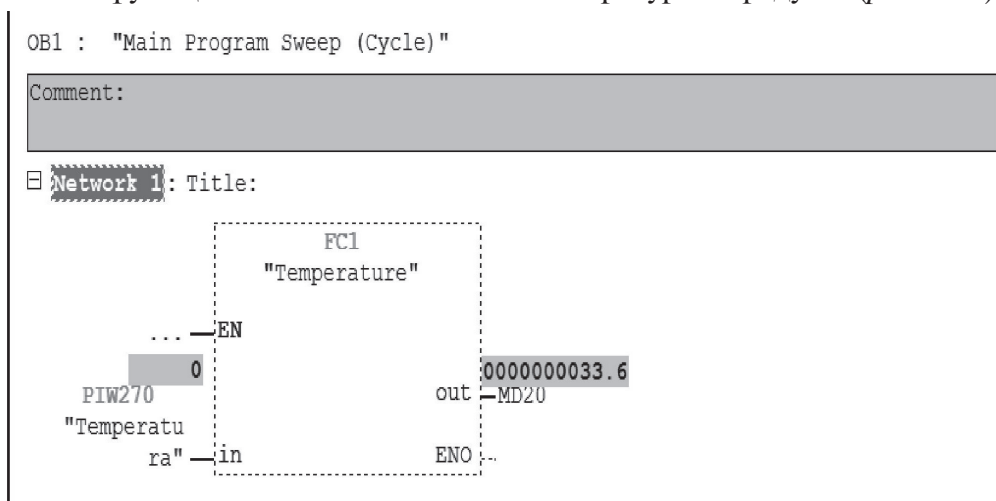 OB1 : "Main Program Sweep (Cycle)"
Comment:
Network 1: Title:
FC1
"Temperature"
... EN
0
0000000033.6
PIW270
out MD20
"Temperatu
ra" in
ENO ...